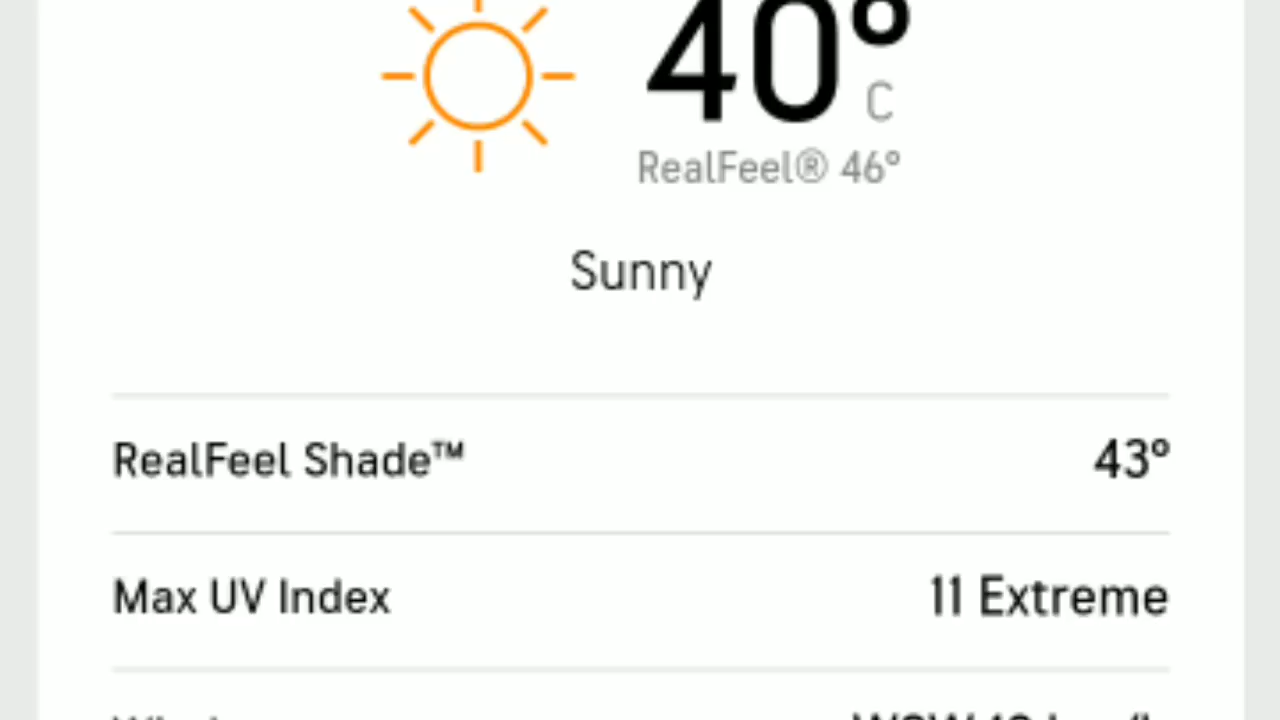 40°
C
RealFeel® 46°
Sunny
RealFeel Shade™ 43°
Max UV Index 11 Extreme